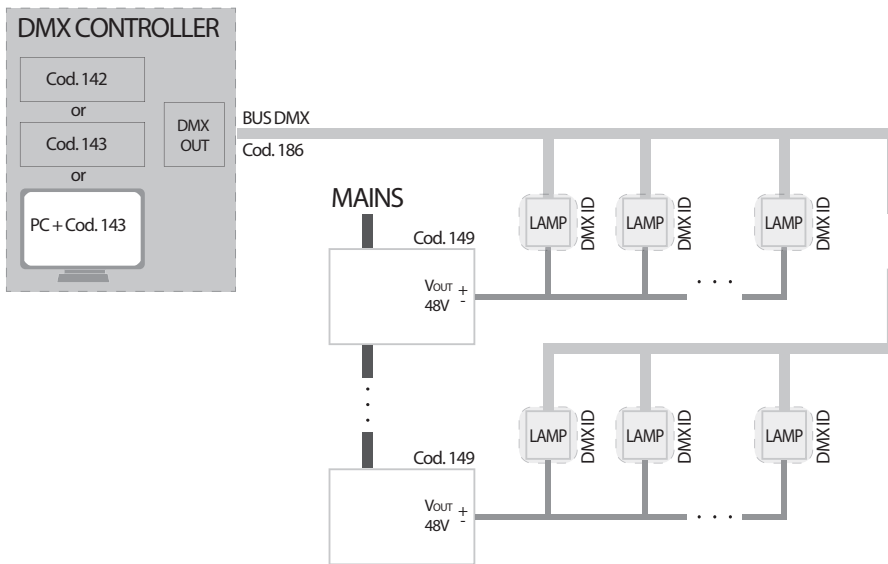 DMX CONTROLLER
Cod. 142
or
Cod. 143
or
PC + Cod. 143
DMX
OUT
BUS DMX
Cod. 186
LAMP
DMX ID
LAMP
DMX ID
LAMP
DMX ID
MAINS
Cod. 149
VOUT + -
48V
. . .
. . .
LAMP
DMX ID
LAMP
DMX ID
LAMP
DMX ID
Cod. 149
VOUT + -
48V
. . .